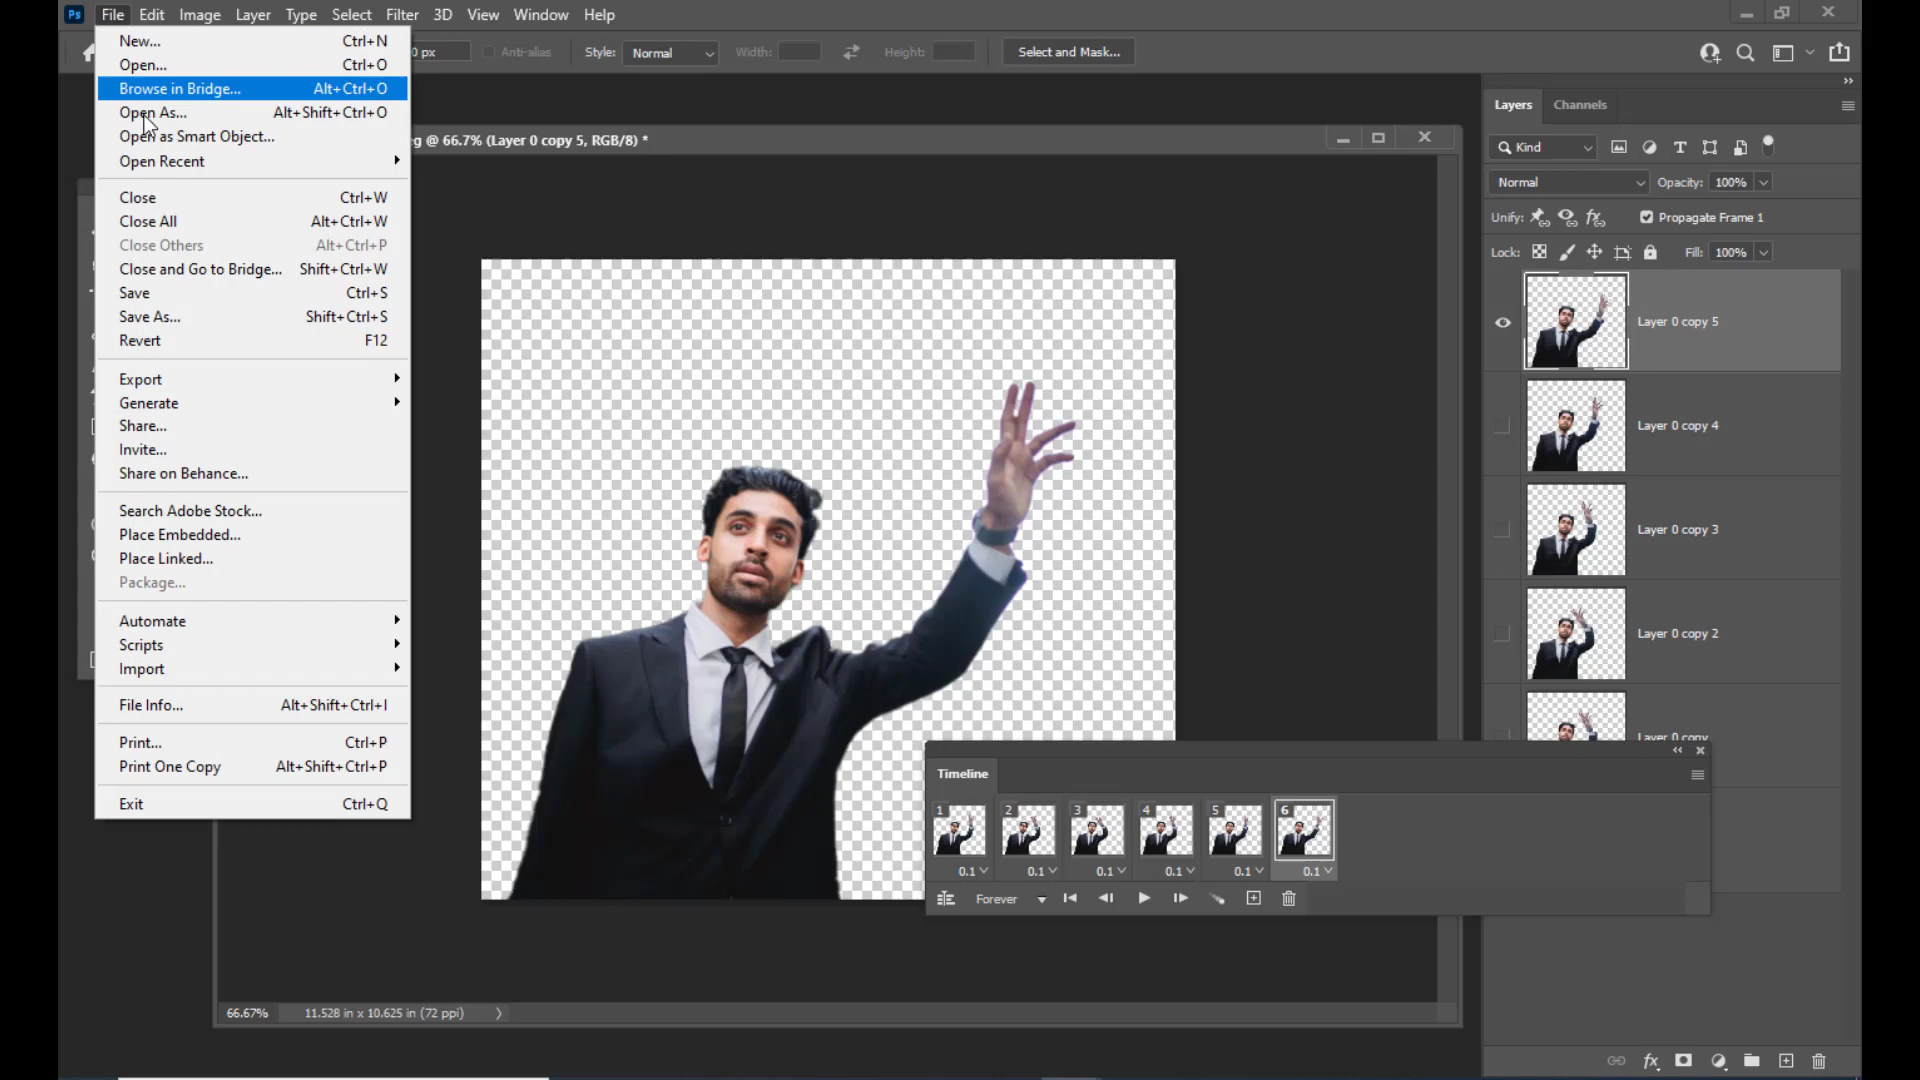 Ps File Edit Image Layer Type Select Filter 3D View Window Help
New... Ctrl+N
Open... Ctrl+O
Browse in Bridge... Alt+Ctrl+O
Open As... Alt+Shift+Ctrl+O
Open as Smart Object...
Open Recent
Close Ctrl+W
Close All Alt+Ctrl+W
Close Others Alt+Ctrl+P
Close and Go to Bridge... Shift+Ctrl+W
Save Ctrl+S
Save As... Shift+Ctrl+S
Revert F12
Export
Generate
Share...
Invite...
Share on Behance...
Search Adobe Stock...
Place Embedded...
Place Linked...
Package...
Automate
Scripts
Import
File Info... Alt+Shift+Ctrl+I
Print... Ctrl+P
Print One Copy Alt+Shift+Ctrl+P
Exit Ctrl+Q
0 px Anti-alias Style: Normal Width: Height: Select and Mask...
eg @ 66.7% (Layer 0 copy 5, RGB/8) *
Layers Channels
Kind
Normal Opacity: 100%
Unify: Propagate Frame 1
Lock: Fill: 100%
Layer 0 copy 5
Layer 0 copy 4
Layer 0 copy 3
Layer 0 copy 2
Layer 0 copy
Timeline
1 2 3 4 5 6
0.1 0.1 0.1 0.1 0.1 0.1
Forever
66.67% 11.528 in x 10.625 in (72 ppi)